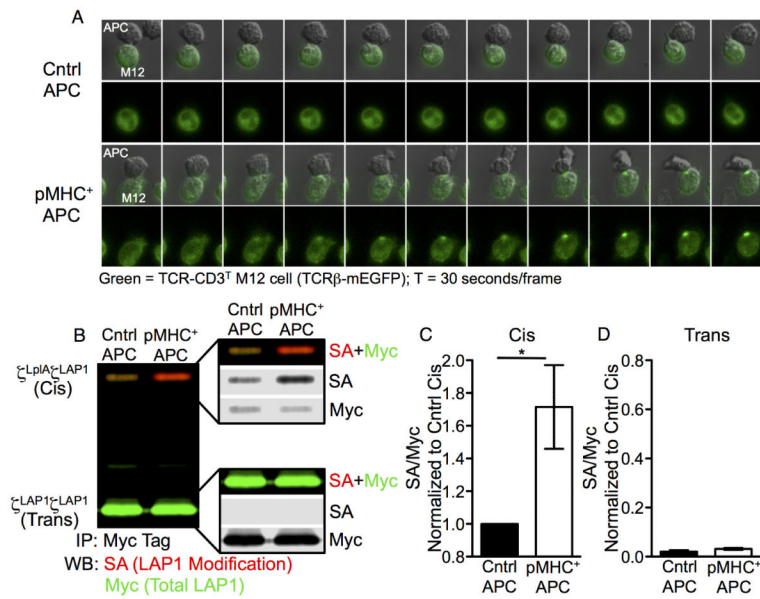 A
Cntrl
APC
APC
M12
pMHC⁺
APC
APC
M12
Green = TCR-CD3ᵀ M12 cell (TCRβ-mEGFP); T = 30 seconds/frame
B
Cntrl pMHC⁺
APC APC
ζᴸᵖˡᴬζᴸᴬᴾ¹
(Cis)
ζᴸᴬᴾ¹ζᴸᴬᴾ¹
(Trans)
IP: Myc Tag
WB: SA (LAP1 Modification)
Myc (Total LAP1)
Cntrl pMHC⁺
APC APC
SA+Myc
SA
Myc
SA+Myc
SA
Myc
C
Cis
SA/Myc
Normalized to Cntrl Cis
2.0
1.8
1.6
1.4
1.2
1.0
0.8
*
Cntrl pMHC⁺
APC APC
D
Trans
SA/Myc
Normalized to Cntrl Cis
0.8
0.6
0.4
0.2
0.0
Cntrl pMHC⁺
APC APC